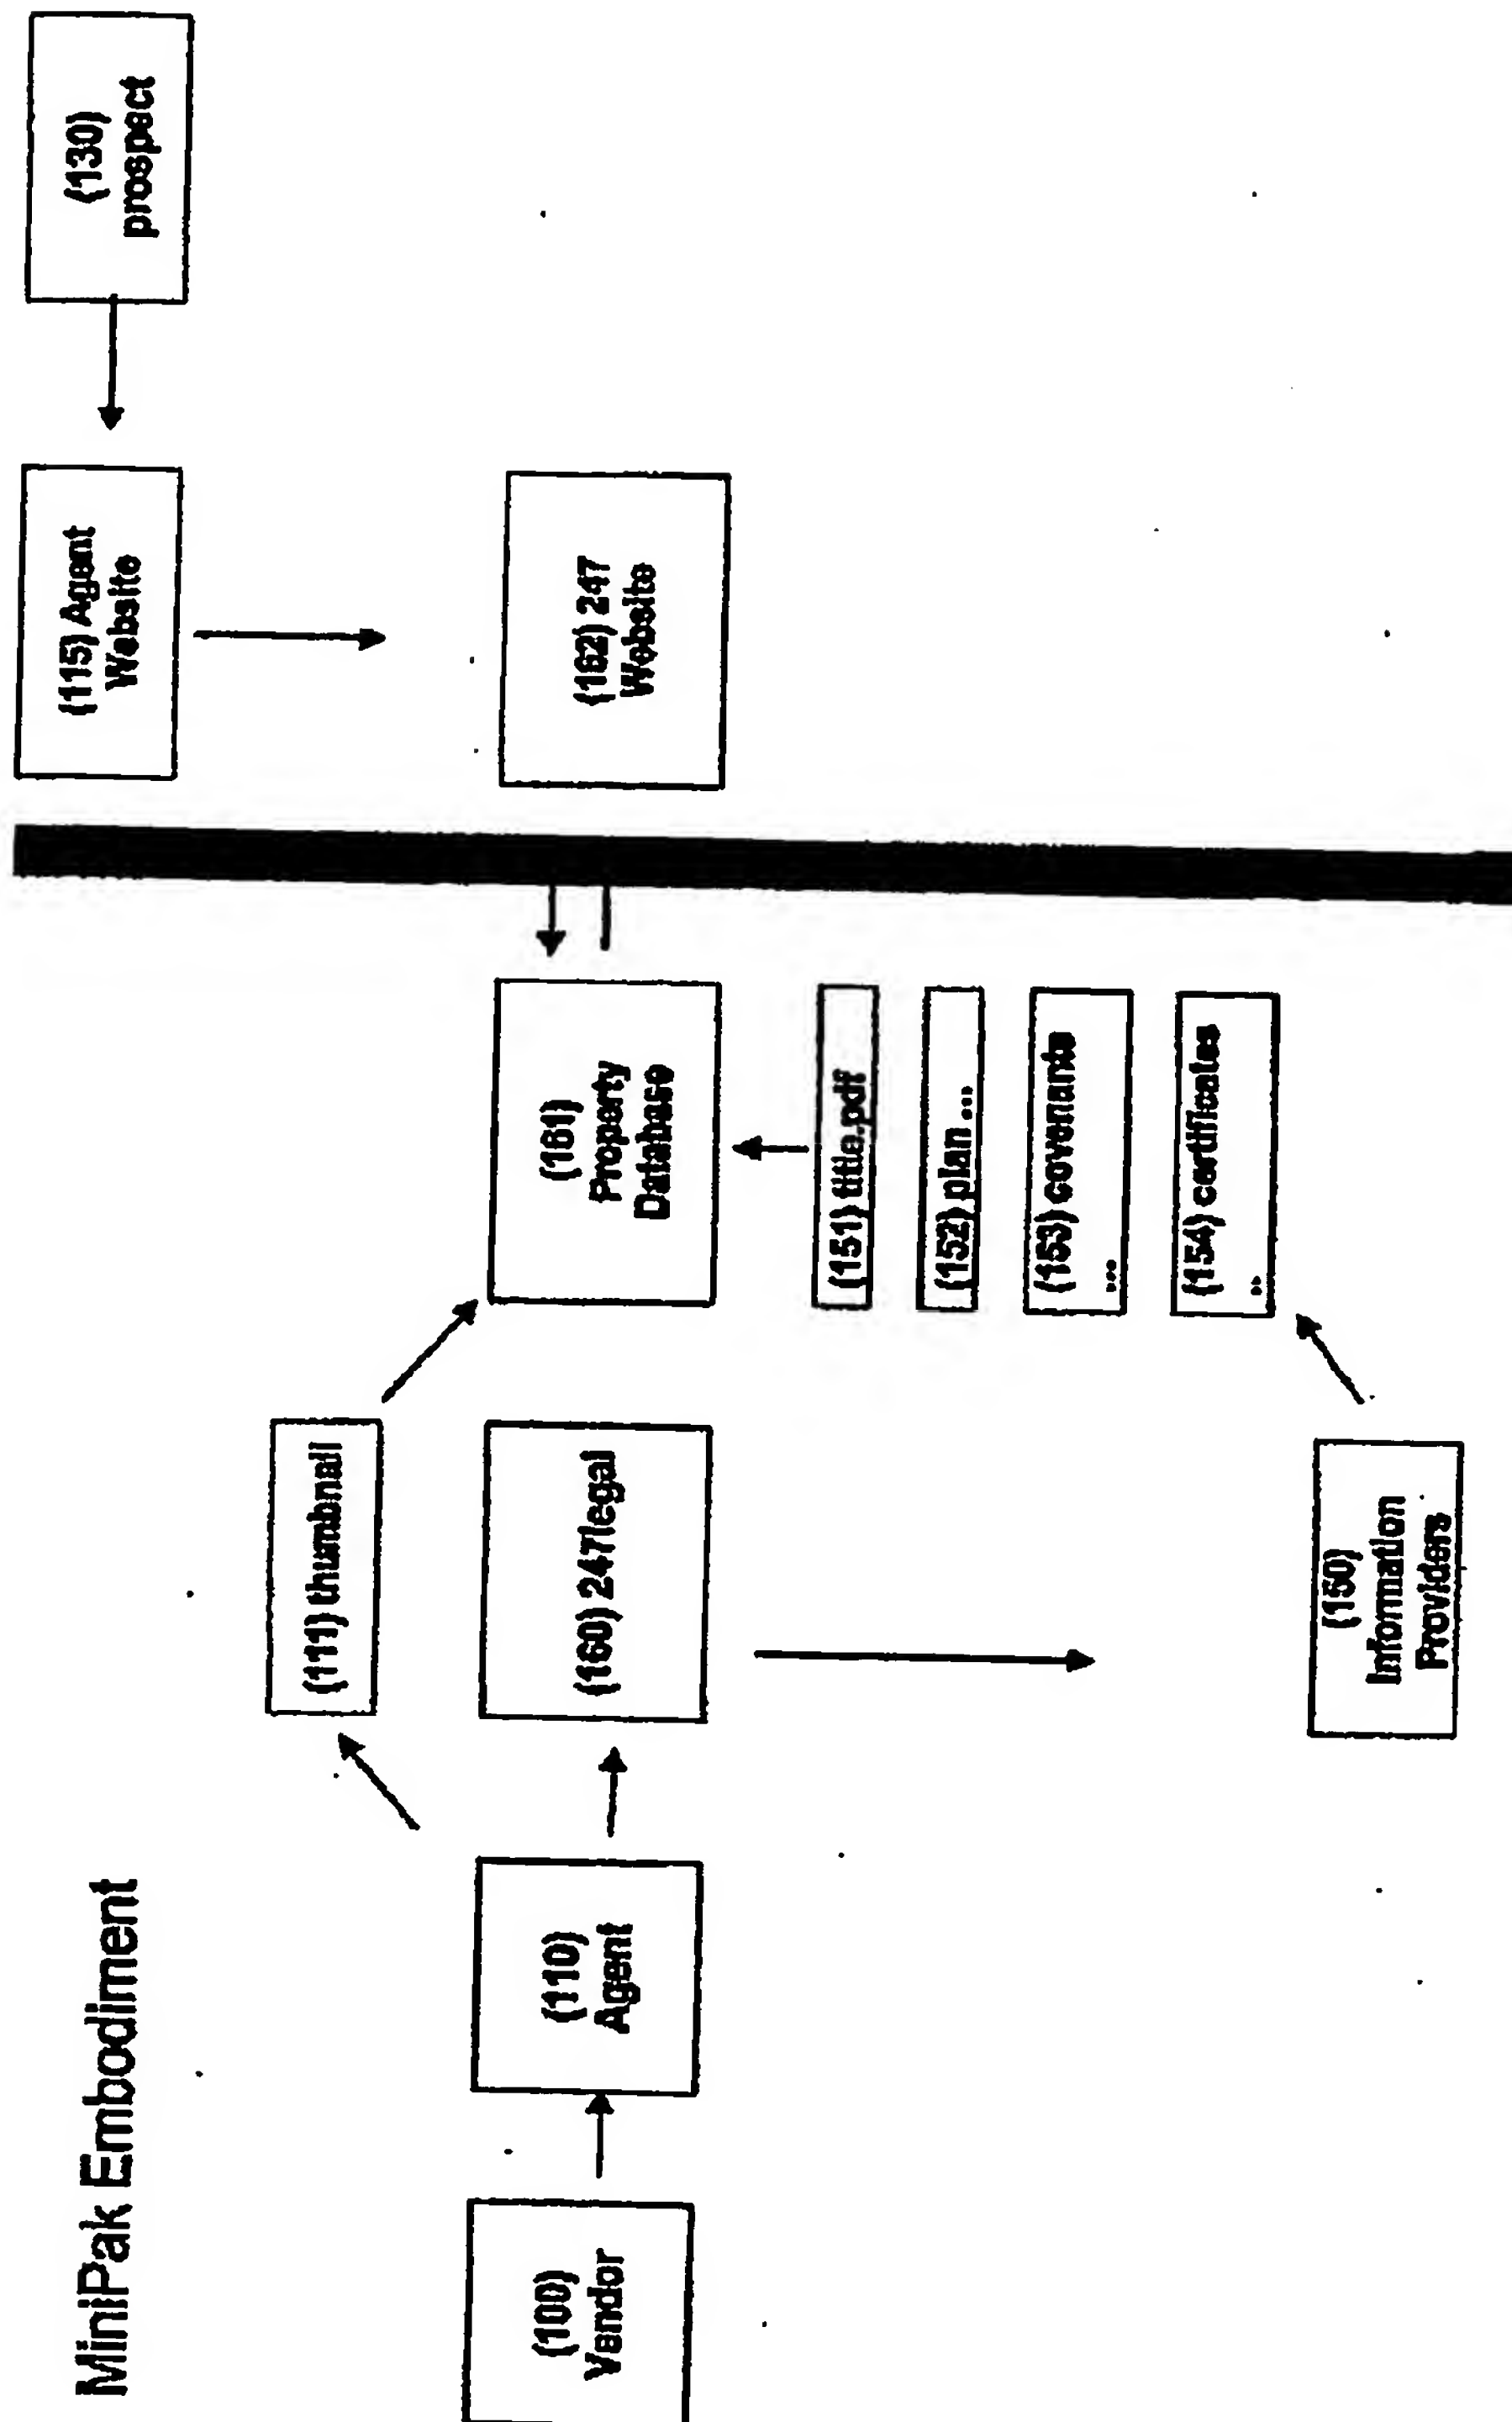 MiniPak Embodiment
(100)
Vendor
(110)
Agent
(111) thumbnail
(160) 247legal
(150)
Information
Providers
(161)
Property
Database
(151) title.pdf
(152) plan ...
(153) covenants
...
(154) certificates
..
(115) Agent
Website
(162) 247
Website
(130)
prospect